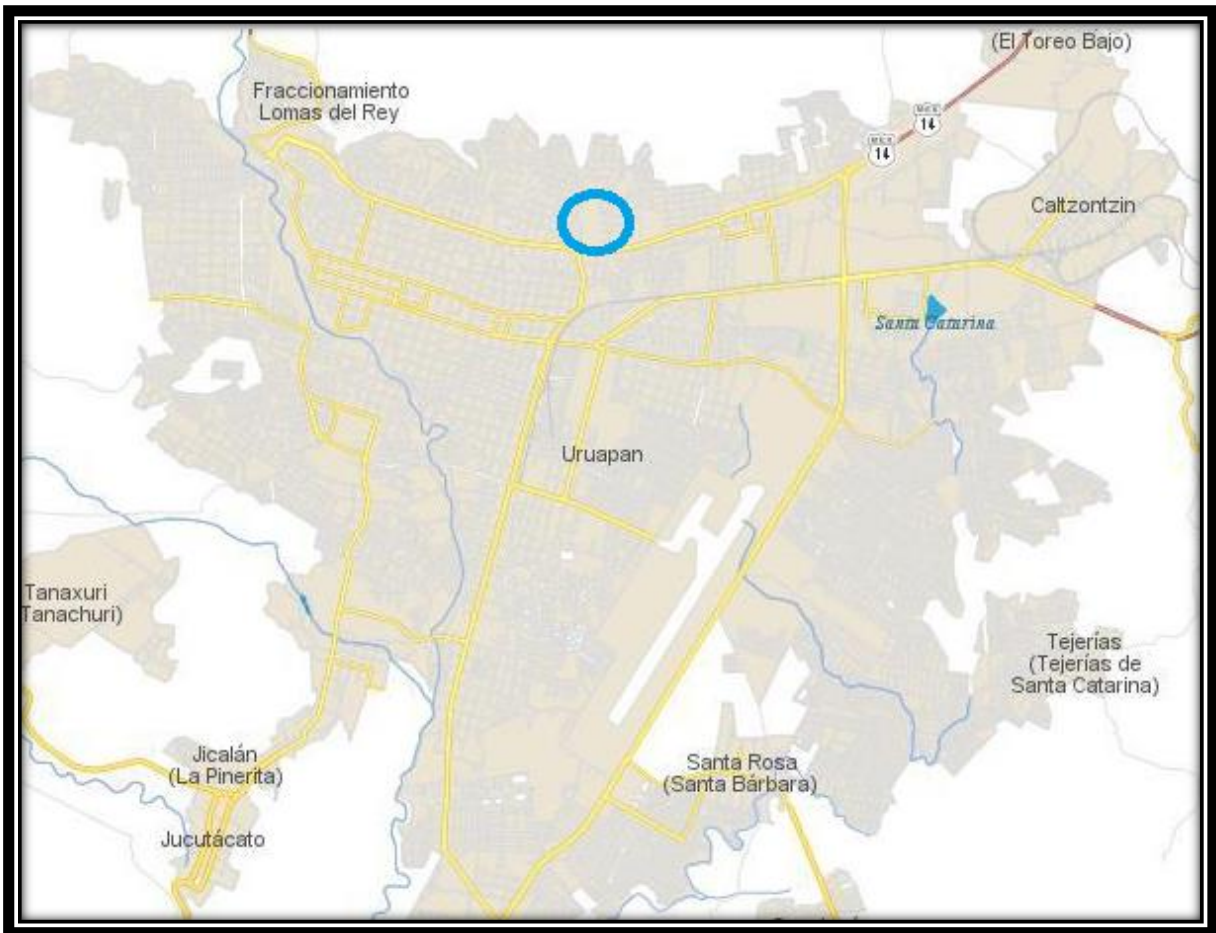 (El Toreo Bajo)
Fraccionamiento
Lomas del Rey
MEX
14
MEX
14
Caltzontzin
Santa Catarina
Uruapan
Tanaxuri
Tanachuri)
Tejerías
(Tejerías de
Santa Catarina)
Jicalán
(La Pinerita)
Santa Rosa
(Santa Bárbara)
Jucutácato